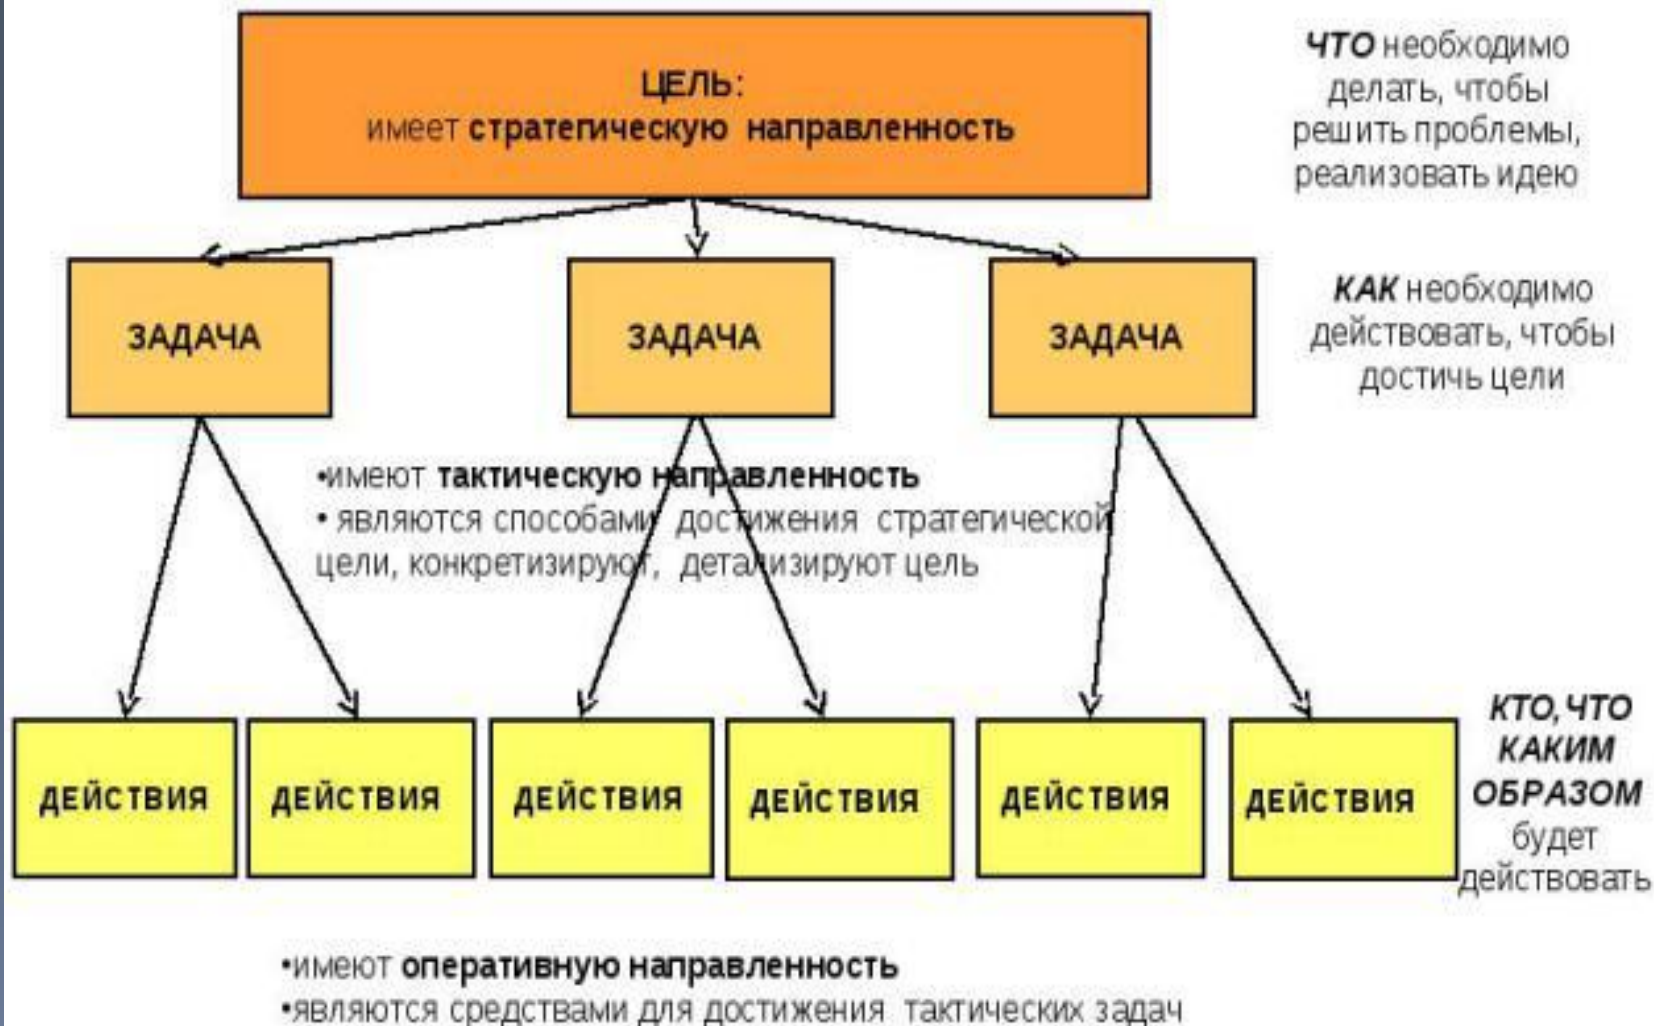 ЦЕЛЬ:
имеет стратегическую направленность
ЧТО необходимо
делать, чтобы
решить проблемы,
реализовать идею
ЗАДАЧА
ЗАДАЧА
ЗАДАЧА
КАК необходимо
действовать, чтобы
достичь цели
•имеют тактическую направленность
• являются способами достижения стратегической
цели, конкретизируют, детализируют цель
ДЕЙСТВИЯ
ДЕЙСТВИЯ
ДЕЙСТВИЯ
ДЕЙСТВИЯ
ДЕЙСТВИЯ
ДЕЙСТВИЯ
КТО,ЧТО
КАКИМ
ОБРАЗОМ
будет
действовать
•имеют оперативную направленность
•являются средствами для достижения тактических задач